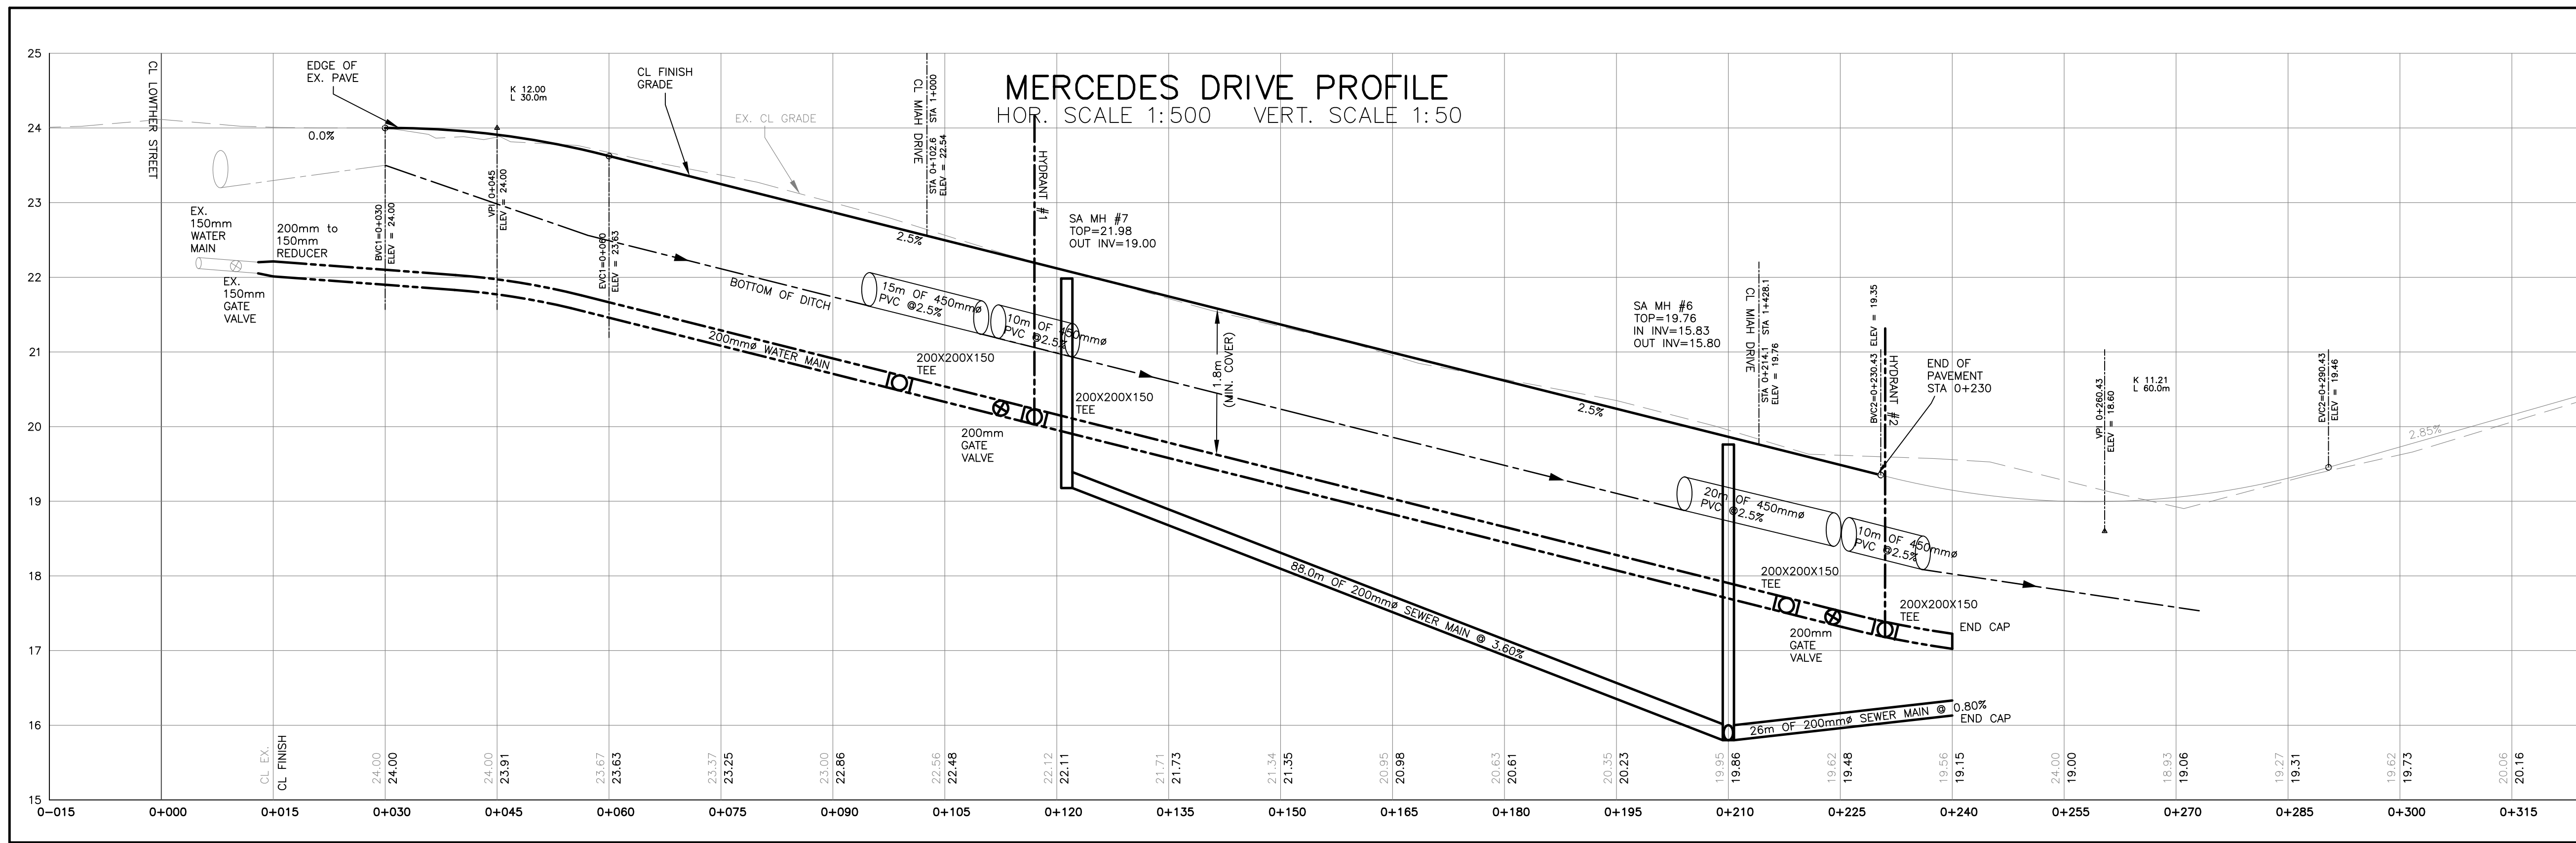 MERCEDES DRIVE PROFILE
HOR. SCALE 1:500 VERT. SCALE 1:50
25
24
23
22
21
20
19
18
17
16
15
CL LOWTHER STREET
EDGE OF
EX. PAVE
0.0%
K 12.00
L 30.0m
CL FINISH
GRADE
EX. CL GRADE
CL MIAH DRIVE
STA 0+102.6 STA 1+000
ELEV = 22.54
HYDRANT #1
EX.
150mm
WATER
MAIN
200mm to
150mm
REDUCER
EX.
150mm
GATE
VALVE
BVC1=0+030
ELEV = 24.00
VPI 0+045
ELEV = 24.00
EVC1=0+060
ELEV = 23.63
2.5%
SA MH #7
TOP=21.98
OUT INV=19.00
BOTTOM OF DITCH
15m OF 450mmø
PVC @2.5%
10m OF 450mmø
PVC @2.5%
200mmø WATER MAIN
200X200X150
TEE
200mm
GATE
VALVE
200X200X150
TEE
1.8m
(MIN. COVER)
88.0m OF 200mmø SEWER MAIN @ 3.60%
2.5%
SA MH #6
TOP=19.76
IN INV=15.83
OUT INV=15.80
CL MIAH DRIVE
STA 0+214.1 STA 1+428.1
ELEV = 19.76
BVC2=0+230.43 ELEV = 19.35
HYDRANT #2
END OF
PAVEMENT
STA 0+230
20m OF 450mmø
PVC @2.5%
10m OF 450mmø
PVC @2.5%
200X200X150
TEE
200mm
GATE
VALVE
200X200X150
TEE
END CAP
26m OF 200mmø SEWER MAIN @ 0.80%
END CAP
VPI 0+260.43
ELEV = 18.60
K 11.21
L 60.0m
EVC2=0+290.43
ELEV = 19.46
2.85%
CL EX.
CL FINISH
24.00
24.00
24.00
23.91
23.67
23.63
23.37
23.25
23.00
22.86
22.56
22.48
22.12
22.11
21.71
21.73
21.34
21.35
20.95
20.98
20.63
20.61
20.35
20.233
19.95
19.86
19.62
19.48
19.56
19.15
24.00
19.00
18.93
19.06
19.27
19.31
19.62
19.73
20.06
20.16
0-015 0+000 0+015 0+030 0+045 0+060 0+075 0+090 0+105 0+120 0+135 0+150 0+165 0+180 0+195 0+210 0+225 0+240 0+255 0+270 0+285 0+300 0+315